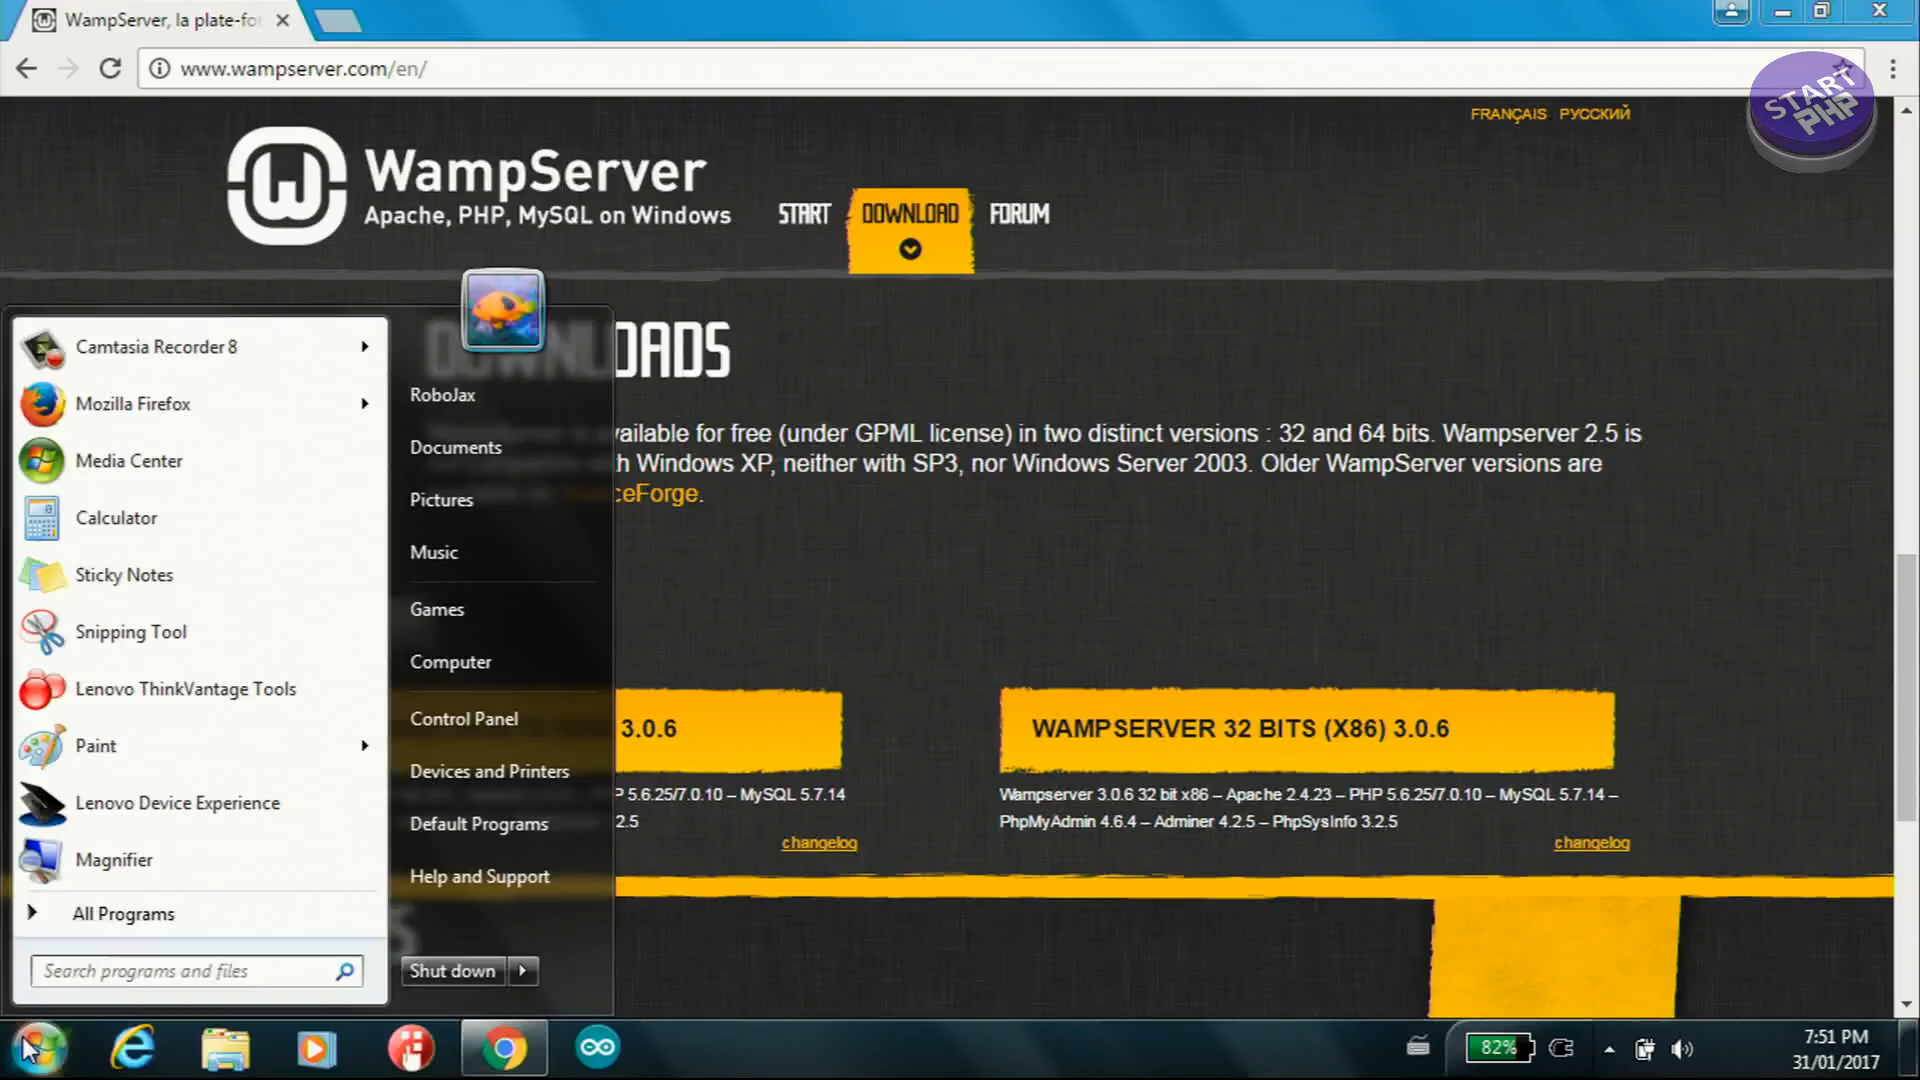 WampServer, la plate-fo
www.wampserver.com/en/
START
PHP
FRANÇAIS РУССКИЙ
WampServer
Apache, PHP, MySQL on Windows
START
DOWNLOAD
FORUM
OADS
vailable for free (under GPML license) in two distinct versions : 32 and 64 bits. Wampserver 2.5 is
h Windows XP, neither with SP3, nor Windows Server 2003. Older WampServer versions are
ceForge.
3.0.6
P 5.6.25/7.0.10 – MySQL 5.7.14
2.5
changelog
WAMPSERVER 32 BITS (X86) 3.0.6
Wampserver 3.0.6 32 bit x86 – Apache 2.4.23 – PHP 5.6.25/7.0.10 – MySQL 5.7.14 –
PhpMyAdmin 4.6.4 – Adminer 4.2.5 – PhpSysInfo 3.2.5
changelog
Camtasia Recorder 8
Mozilla Firefox
Media Center
Calculator
Sticky Notes
Snipping Tool
Lenovo ThinkVantage Tools
Paint
Lenovo Device Experience
Magnifier
All Programs
Search programs and files
RoboJax
Documents
Pictures
Music
Games
Computer
Control Panel
Devices and Printers
Default Programs
Help and Support
Shut down
82%
7:51 PM
31/01/2017